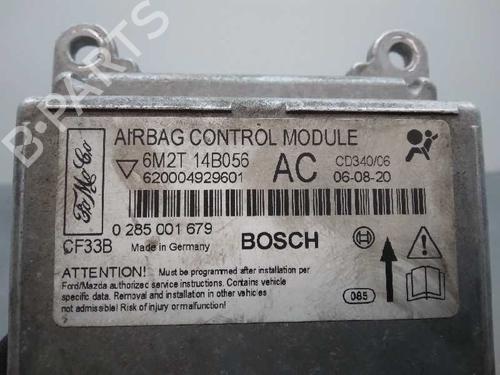 AIRBAG CONTROL MODULE
6M2T 14B056 AC CD340/06
620004929601 06-08-20
FoMoCo
0 285 001 679
CF33B Made in Germany BOSCH
ATTENTION! Must be programmed after installation per
Ford/Mazda authorized service instructions. Contains vehicle
specific data. Removal and installation in other vehicles
not admissible! Risk of injury or malfunction!
085
B-PARTS